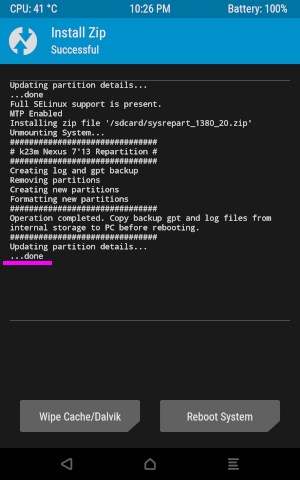 CPU: 41 °C 10:26 PM Battery: 100%
Install Zip
Successful
Updating partition details...
...done
Full SELinux support is present.
MTP Enabled
Installing zip file '/sdcard/sysrepart_1380_20.zip'
Unmounting System...
###############################
# k23m Nexus 7'13 Repartition #
###############################
Creating log and gpt backup
Removing partitions
Creating new partitions
Formatting new partitions
###############################
Operation completed. Copy backup gpt and log files from
internal storage to PC before rebooting.
###############################
Updating partition details...
...done
Wipe Cache/Dalvik Reboot System